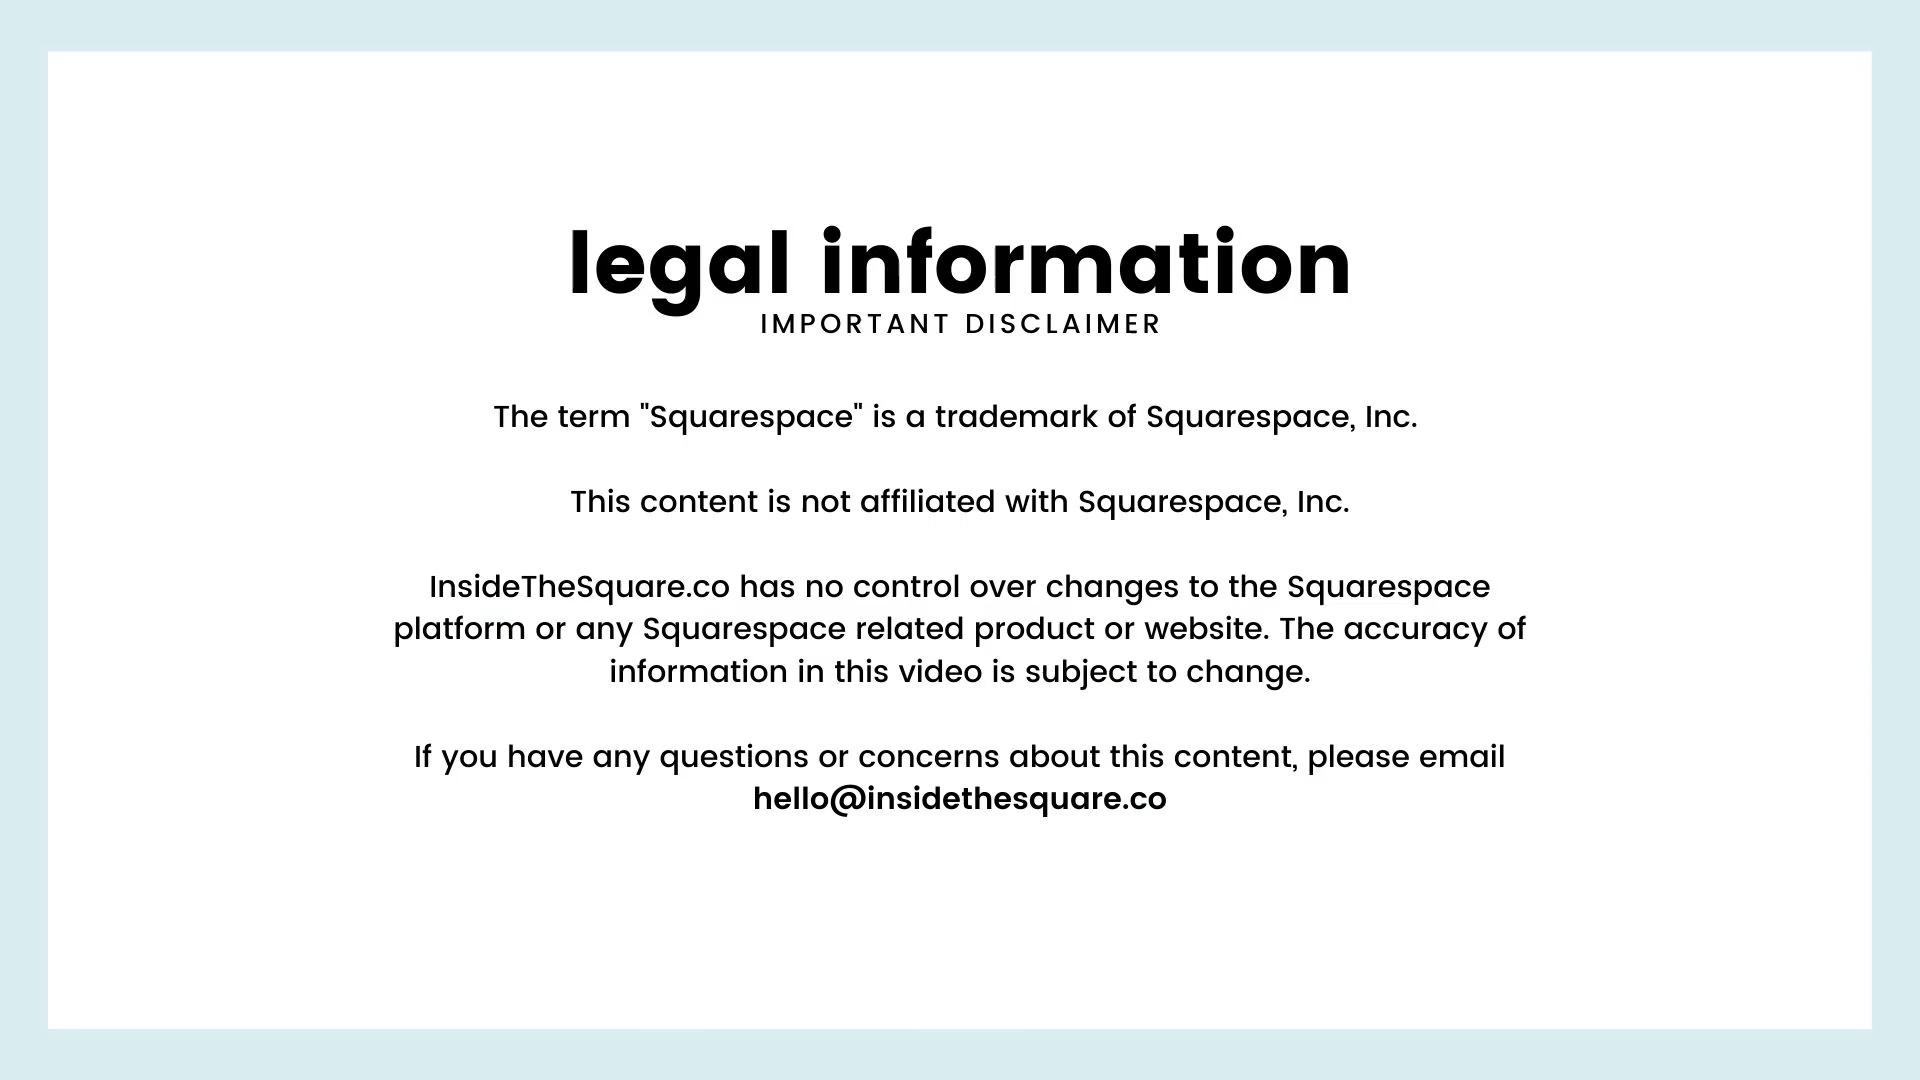 legal information
IMPORTANT DISCLAIMER
The term "Squarespace" is a trademark of Squarespace, Inc.
This content is not affiliated with Squarespace, Inc.
InsideTheSquare.co has no control over changes to the Squarespace
platform or any Squarespace related product or website. The accuracy of
information in this video is subject to change.
If you have any questions or concerns about this content, please email
hello@insidethesquare.co